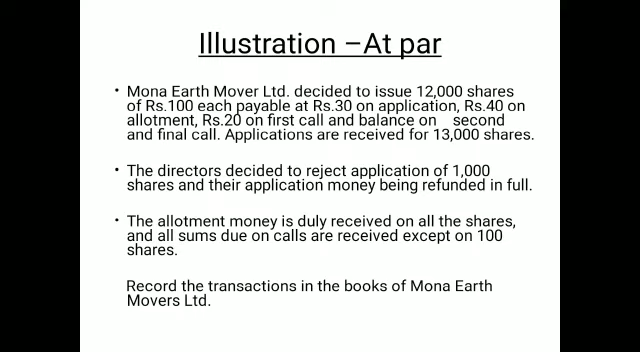 Illustration –At par
• Mona Earth Mover Ltd. decided to issue 12,000 shares
of Rs.100 each payable at Rs.30 on application, Rs.40 on
allotment, Rs.20 on first call and balance on second
and final call. Applications are received for 13,000 shares.
• The directors decided to reject application of 1,000
shares and their application money being refunded in full.
• The allotment money is duly received on all the shares,
and all sums due on calls are received except on 100
shares.
Record the transactions in the books of Mona Earth
Movers Ltd.